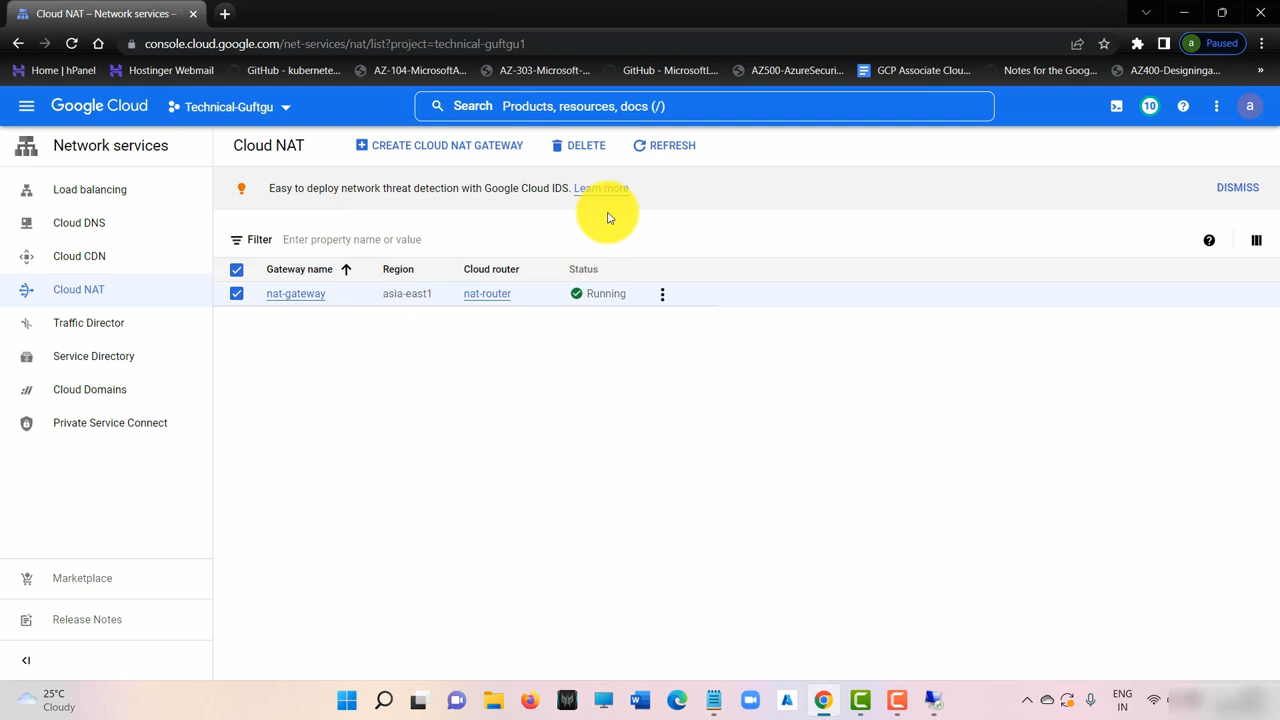 Cloud NAT – Network services –
console.cloud.google.com/net-services/nat/list?project=technical-guftgu1
a Paused
Home | hPanel
Hostinger Webmail
GitHub - kubernete...
AZ-104-MicrosoftA...
AZ-303-Microsoft-...
GitHub - MicrosoftL...
AZ500-AzureSecuri...
GCP Associate Clou...
Notes for the Goog...
AZ400-Designinga...
»
Google Cloud
Technical-Guftgu
Search Products, resources, docs (/)
10
a
Network services
Cloud NAT
CREATE CLOUD NAT GATEWAY
DELETE
REFRESH
Easy to deploy network threat detection with Google Cloud IDS. Learn more
DISMISS
Load balancing
Cloud DNS
Cloud CDN
Cloud NAT
Traffic Director
Service Directory
Cloud Domains
Private Service Connect
Marketplace
Release Notes
Filter Enter property name or value
Gateway name Region Cloud router Status
nat-gateway asia-east1 nat-router Running
25°C
Cloudy
ENG
IN